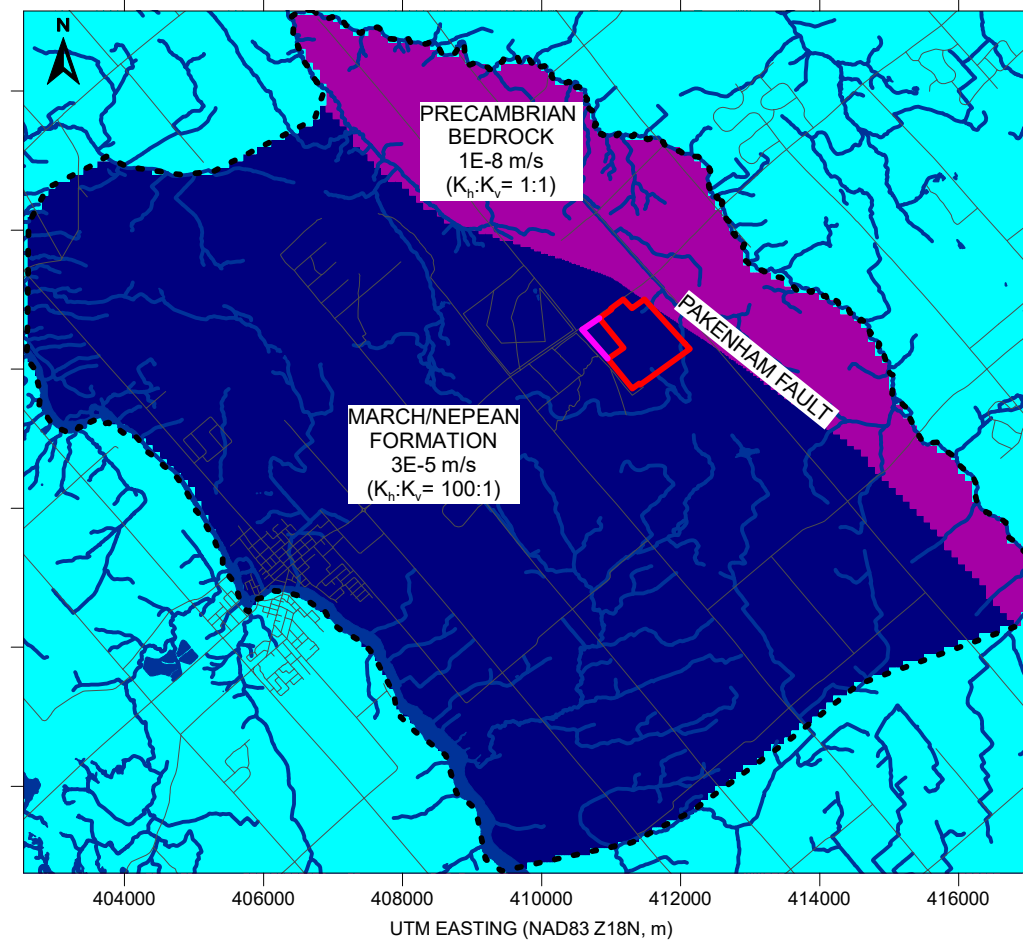 N
PRECAMBRIAN
BEDROCK
1E-8 m/s
(Kh:Kv= 1:1)
PAKENHAM FAULT
MARCH/NEPEAN
FORMATION
3E-5 m/s
(Kh:Kv= 100:1)
404000 406000 408000 410000 412000 414000 416000
UTM EASTING (NAD83 Z18N, m)